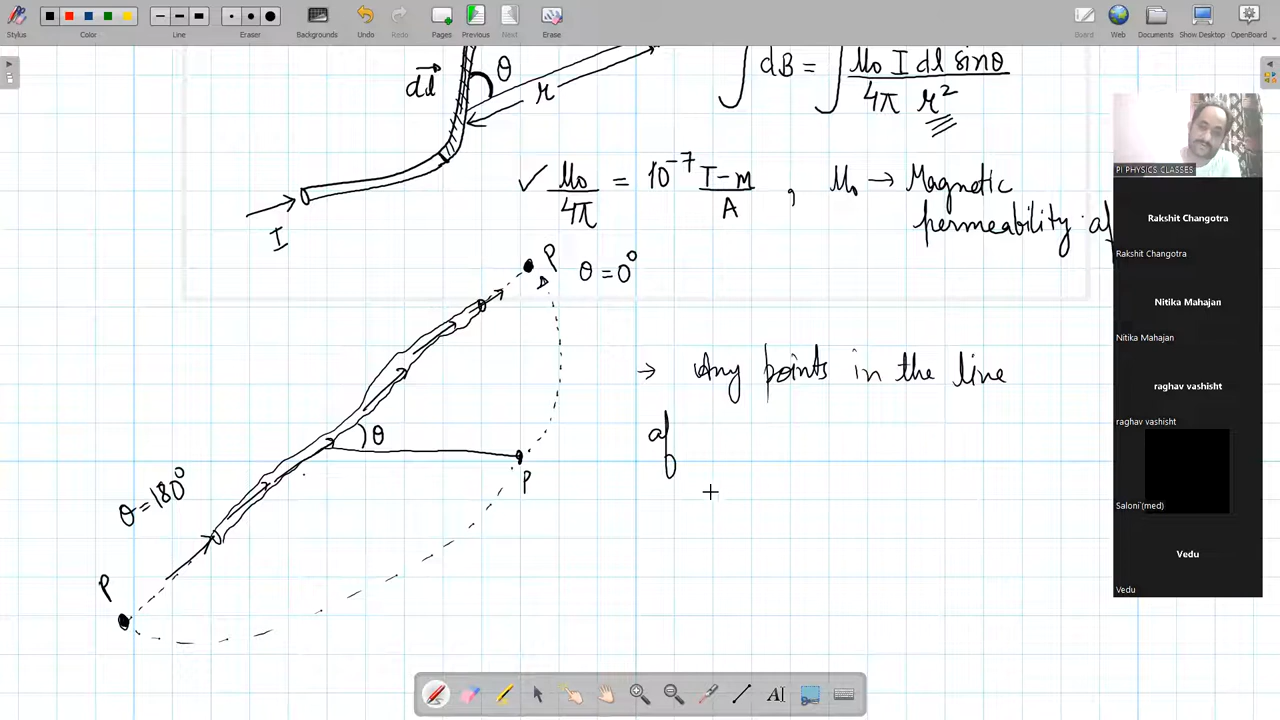 Stylus
Color
Line
Eraser
Backgrounds
Undo
Redo
Pages
Previous
Next
Erase
Board
Web
Documents
Show Desktop
OpenBoard
dl⃗
θ
r
∫ dB = ∫ μ₀ I dl sinθ / 4π r²
I
✓ μ₀/4π = 10⁻⁷ T-m/A , μ₀ → Magnetic
permeability of
P
θ = 0°
→ Any points in the line
of
θ
P
θ = 180°
P
PI PHYSICS CLASSES
Rakshit Changotra
Rakshit Changotra
Nitika Mahajan
Nitika Mahajan
raghav vashisht
raghav vashisht
Saloni (med)
Vedu
Vedu
AI